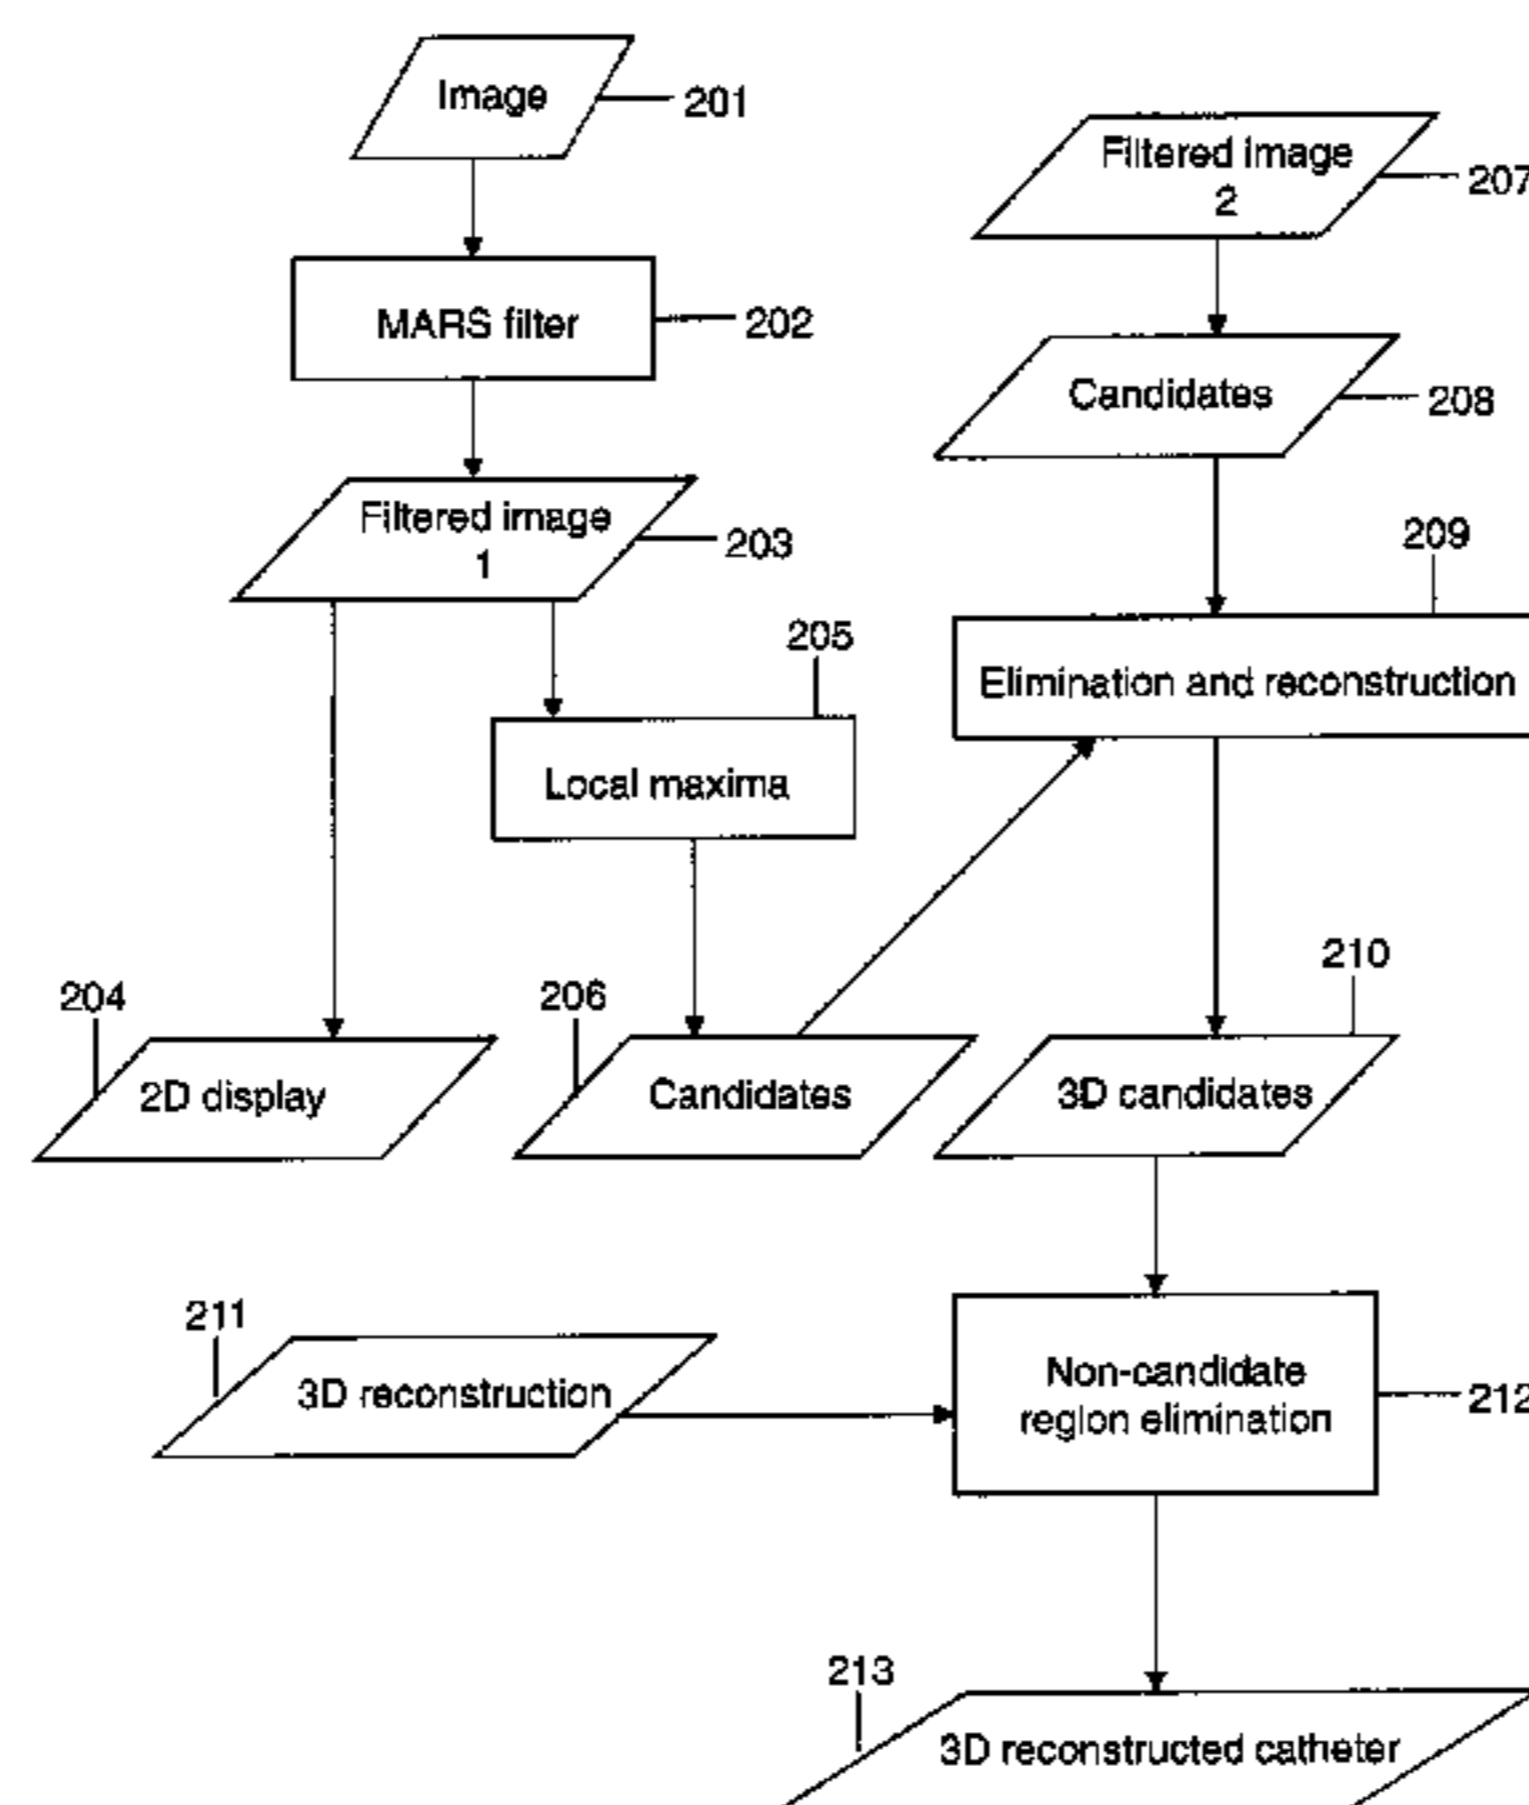 Image
201
MARS filter
202
Filtered image
1
203
205
Local maxima
204
2D display
206
Candidates
Filtered image
2
207
Candidates
208
209
Elimination and reconstruction
210
3D candidates
211
3D reconstruction
Non-candidate
region elimination
212
213
3D reconstructed catheter